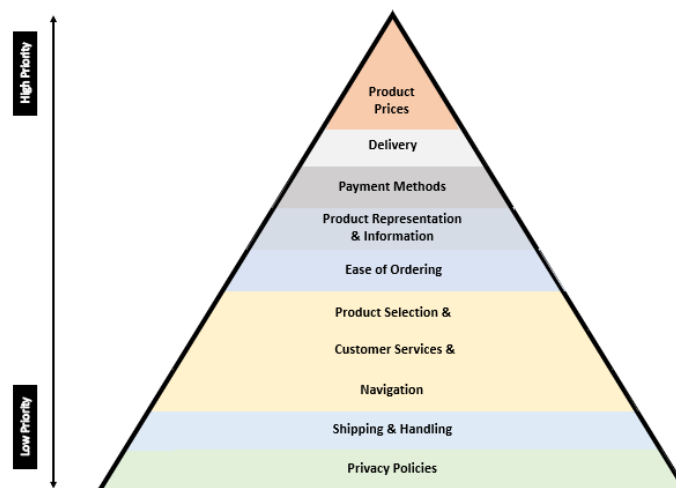 High Priority
Product
Prices
Delivery
Payment Methods
Product Representation
& Information
Ease of Ordering
Product Selection &
Customer Services &
Navigation
Low Priority
Shipping & Handling
Privacy Policies